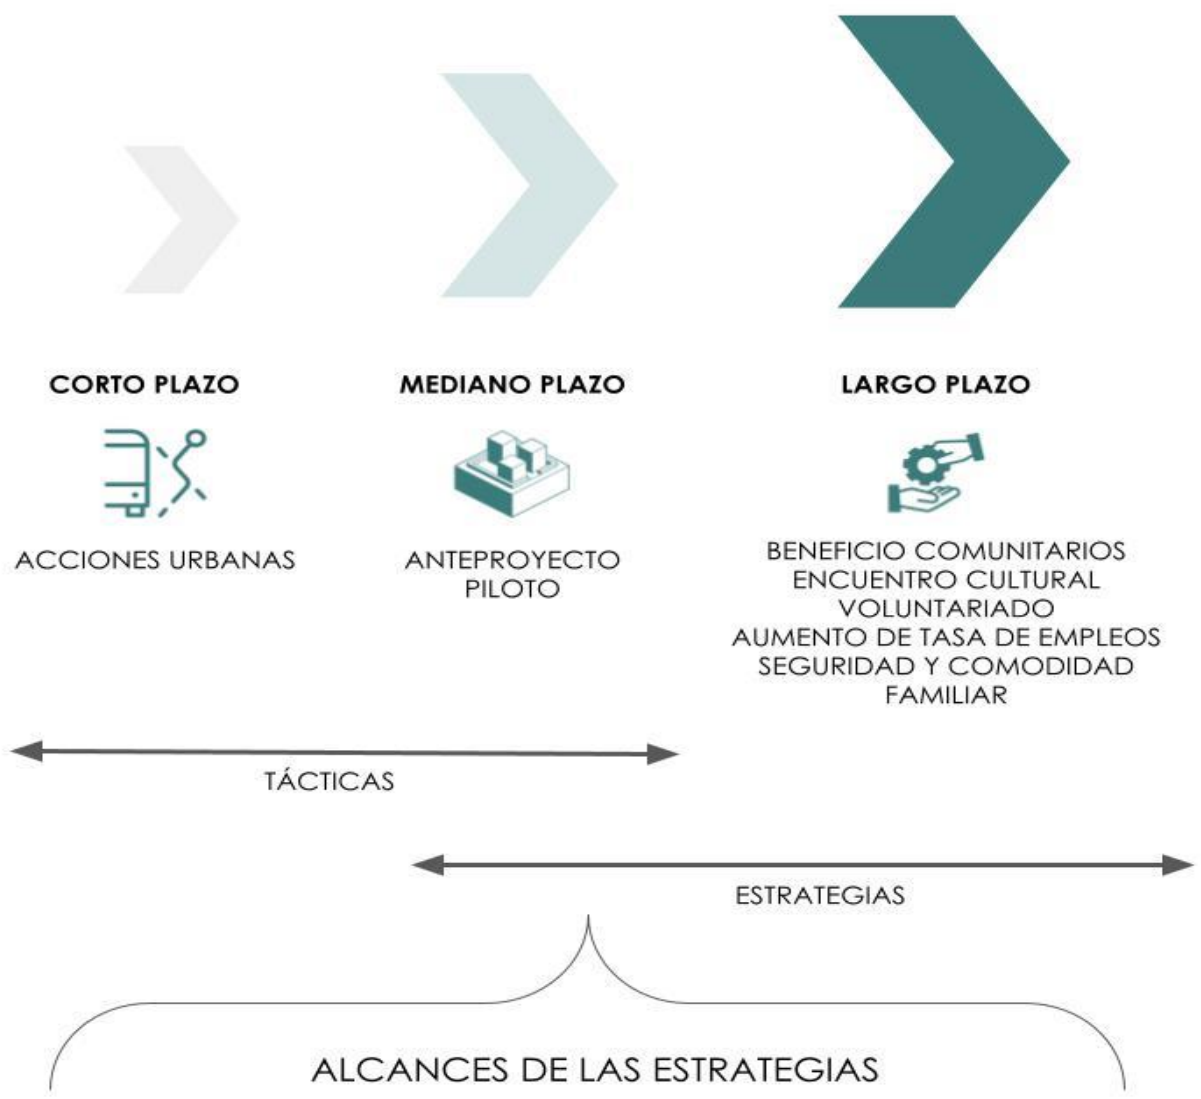 CORTO PLAZO
ACCIONES URBANAS
MEDIANO PLAZO
ANTEPROYECTO
PILOTO
LARGO PLAZO
BENEFICIO COMUNITARIOS
ENCUENTRO CULTURAL
VOLUNTARIADO
AUMENTO DE TASA DE EMPLEOS
SEGURIDAD Y COMODIDAD
FAMILIAR
TÁCTICAS
ESTRATEGIAS
ALCANCES DE LAS ESTRATEGIAS